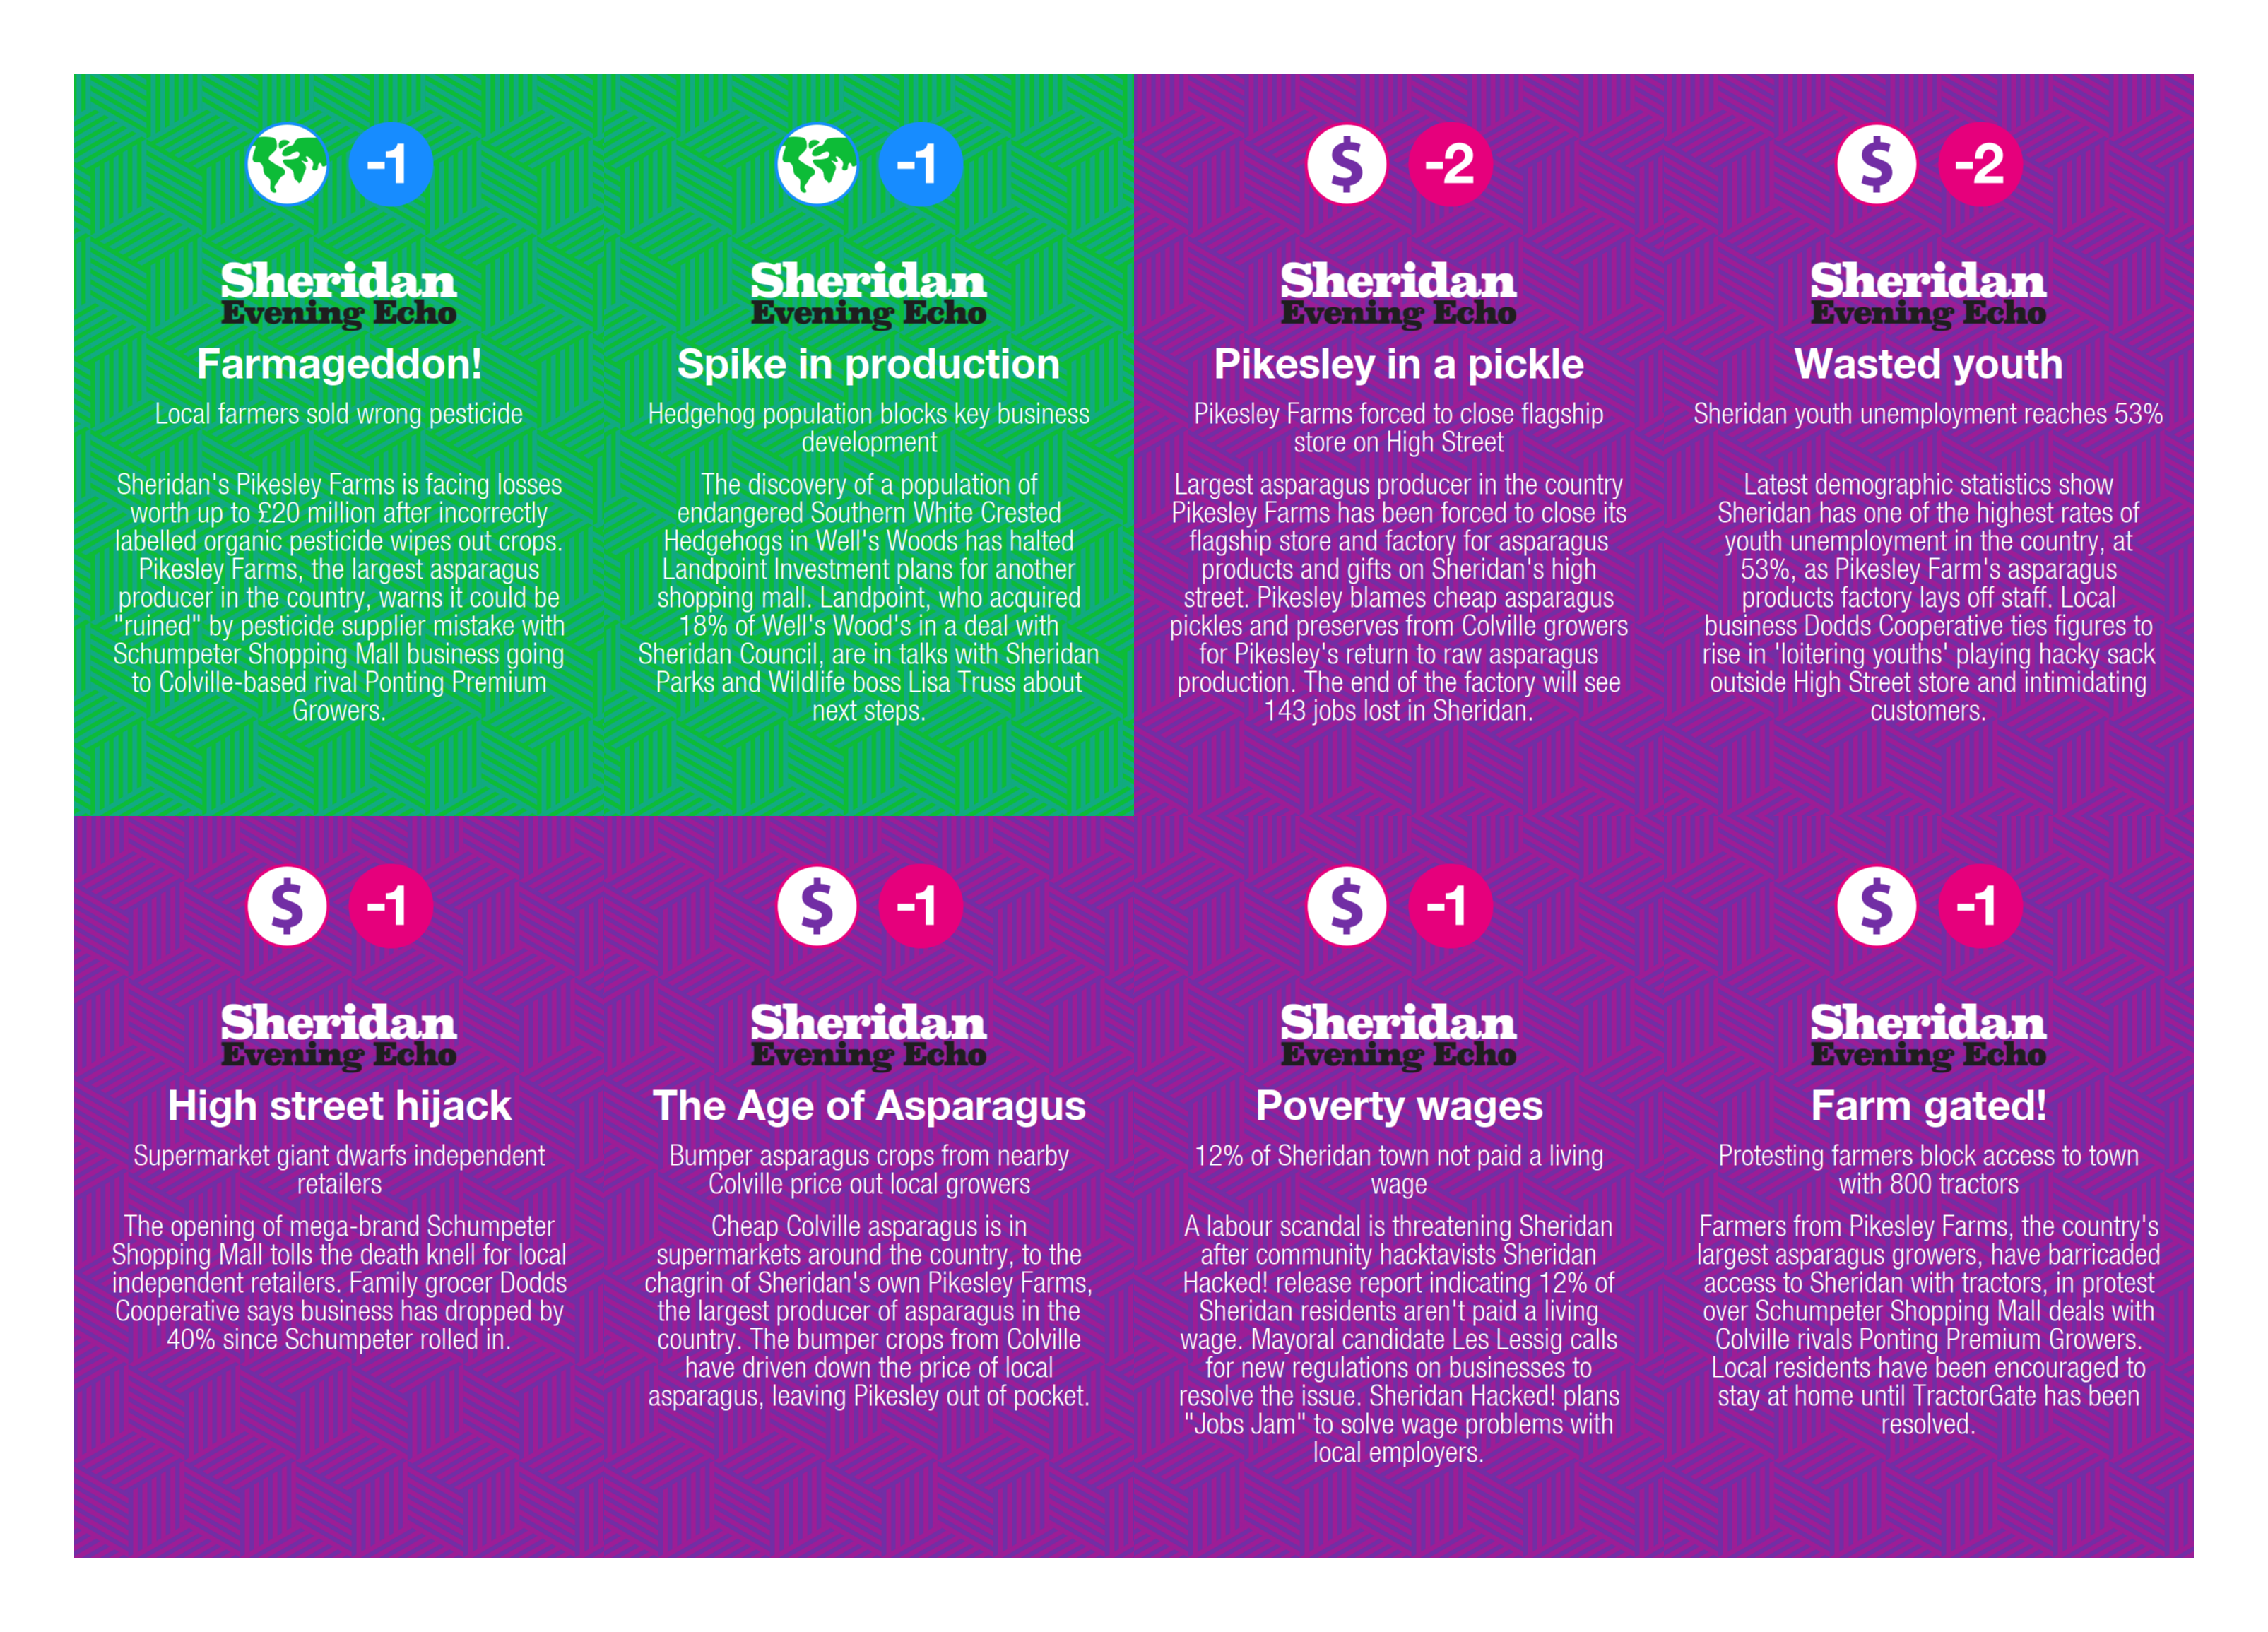 -1
Sheridan
Evening Echo
Farmageddon!
Local farmers sold wrong pesticide
Sheridan's Pikesley Farms is facing losses
worth up to £20 million after incorrectly
labelled organic pesticide wipes out crops.
Pikesley Farms, the largest asparagus
producer in the country, warns it could be
"ruined" by pesticide supplier mistake with
Schumpeter Shopping Mall business going
to Colville-based rival Ponting Premium
Growers.
-1
Sheridan
Evening Echo
Spike in production
Hedgehog population blocks key business
development
The discovery of a population of
endangered Southern White Crested
Hedgehogs in Well's Woods has halted
Landpoint Investment plans for another
shopping mall. Landpoint, who acquired
18% of Well's Wood's in a deal with
Sheridan Council, are in talks with Sheridan
Parks and Wildlife boss Lisa Truss about
next steps.
$ -2
Sheridan
Evening Echo
Pikesley in a pickle
Pikesley Farms forced to close flagship
store on High Street
Largest asparagus producer in the country
Pikesley Farms has been forced to close its
flagship store and factory for asparagus
products and gifts on Sheridan's high
street. Pikesley blames cheap asparagus
pickles and preserves from Colville growers
for Pikesley's return to raw asparagus
production. The end of the factory will see
143 jobs lost in Sheridan.
$ -2
Sheridan
Evening Echo
Wasted youth
Sheridan youth unemployment reaches 53%
Latest demographic statistics show
Sheridan has one of the highest rates of
youth unemployment in the country, at
53%, as Pikesley Farm's asparagus
products factory lays off staff. Local
business Dodds Cooperative ties figures to
rise in 'loitering youths' playing hacky sack
outside High Street store and intimidating
customers.
$ -1
Sheridan
Evening Echo
High street hijack
Supermarket giant dwarfs independent
retailers
The opening of mega-brand Schumpeter
Shopping Mall tolls the death knell for local
independent retailers. Family grocer Dodds
Cooperative says business has dropped by
40% since Schumpeter rolled in.
$ -1
Sheridan
Evening Echo
The Age of Asparagus
Bumper asparagus crops from nearby
Colville price out local growers
Cheap Colville asparagus is in
supermarkets around the country, to the
chagrin of Sheridan's own Pikesley Farms,
the largest producer of asparagus in the
country. The bumper crops from Colville
have driven down the price of local
asparagus, leaving Pikesley out of pocket.
$ -1
Sheridan
Evening Echo
Poverty wages
12% of Sheridan town not paid a living
wage
A labour scandal is threatening Sheridan
after community hacktavists Sheridan
Hacked! release report indicating 12% of
Sheridan residents aren't paid a living
wage. Mayoral candidate Les Lessig calls
for new regulations on businesses to
resolve the issue. Sheridan Hacked! plans
"Jobs Jam" to solve wage problems with
local employers.
$ -1
Sheridan
Evening Echo
Farm gated!
Protesting farmers block access to town
with 800 tractors
Farmers from Pikesley Farms, the country's
largest asparagus growers, have barricaded
access to Sheridan with tractors, in protest
over Schumpeter Shopping Mall deals with
Colville rivals Ponting Premium Growers.
Local residents have been encouraged to
stay at home until TractorGate has been
resolved.